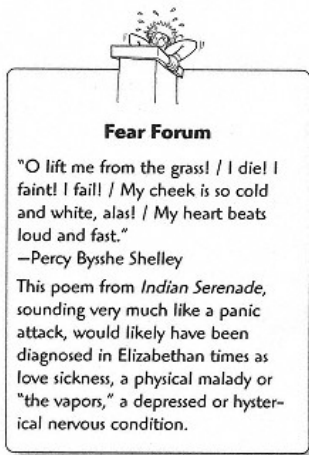 Fear Forum
"O lift me from the grass! / I die! I
faint! I fail! / My cheek is so cold
and white, alas! / My heart beats
loud and fast."
—Percy Bysshe Shelley
This poem from Indian Serenade,
sounding very much like a panic
attack, would likely have been
diagnosed in Elizabethan times as
love sickness, a physical malady or
"the vapors," a depressed or hyster-
ical nervous condition.